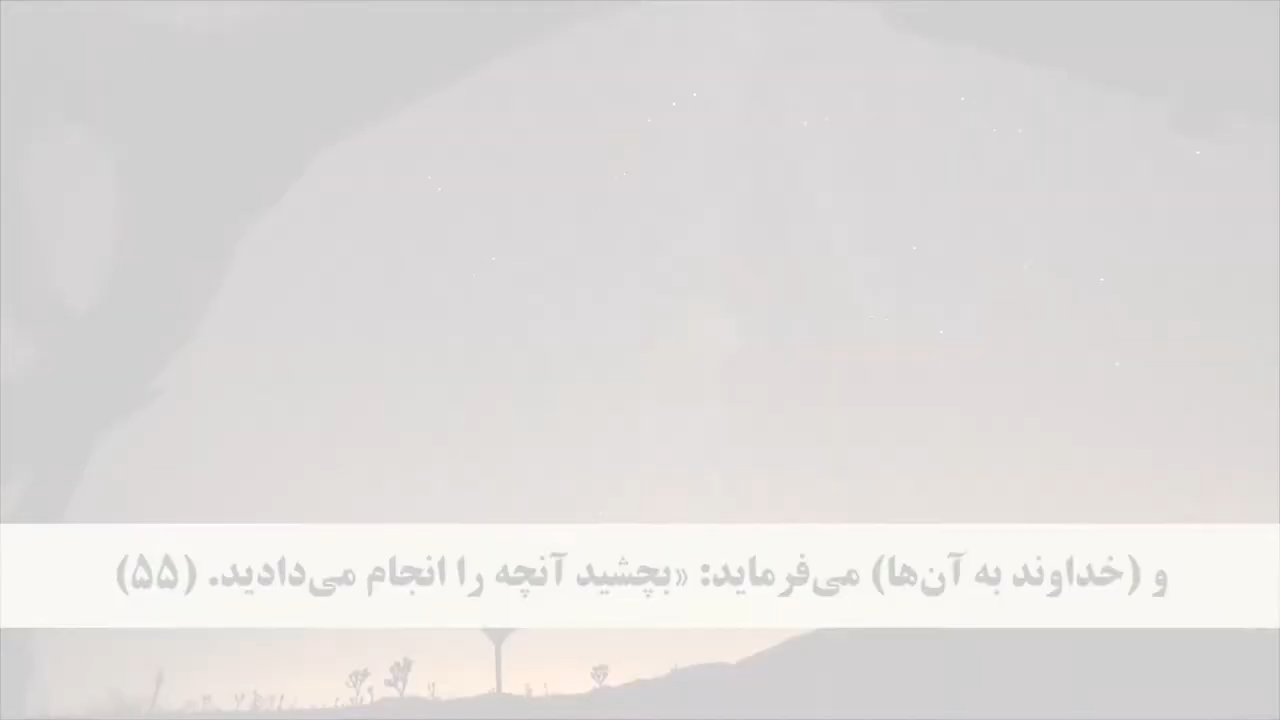 و (خداوند به آن‌ها) می‌فرماید: «بچشید آنچه را انجام می‌دادید. (۵۵)